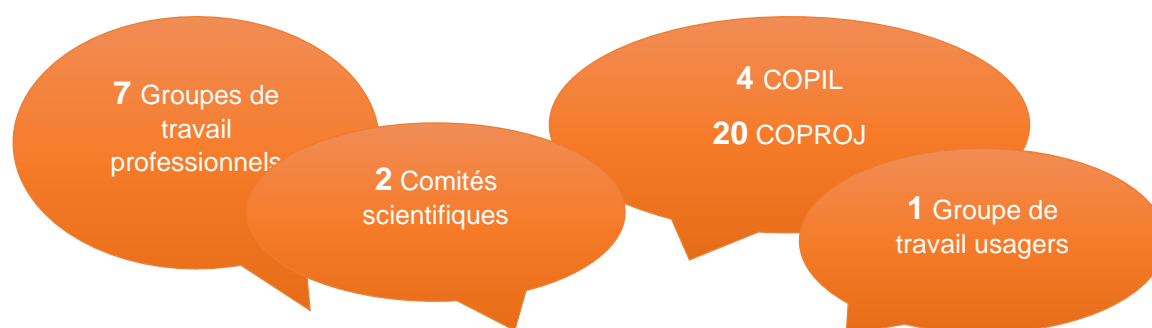 7 Groupes de
travail
professionnels
2 Comités
scientifiques
4 COPIL
20 COPROJ
1 Groupe de
travail usagers